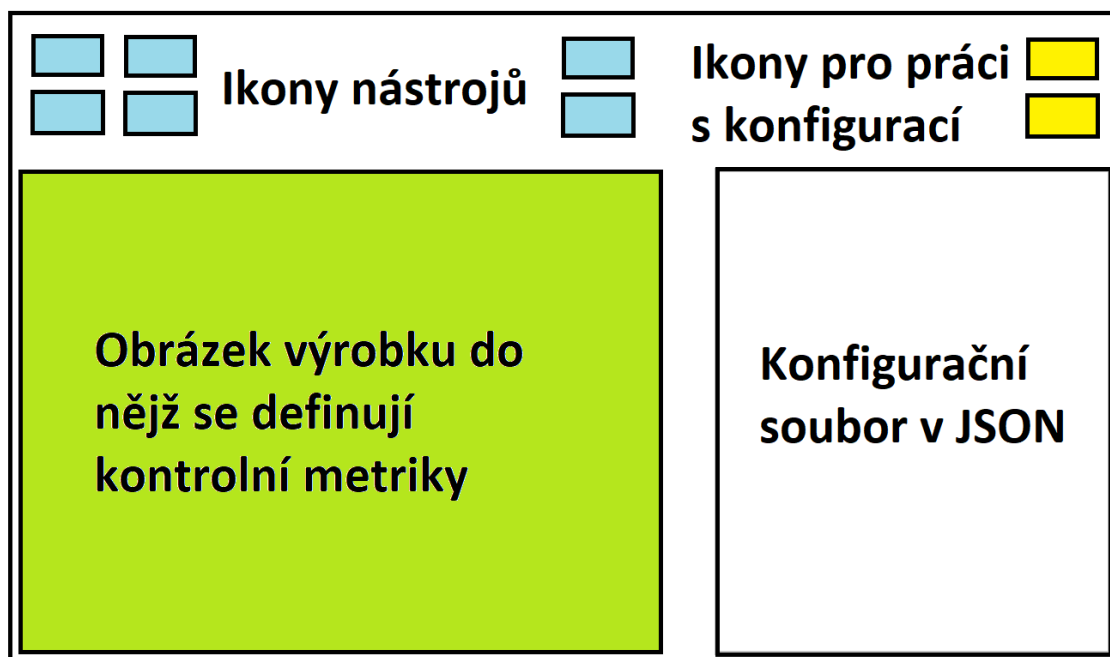 Ikony nástrojů
Ikony pro práci
s konfigurací
Obrázek výrobku do
nějž se definují
kontrolní metriky
Konfigurační
soubor v JSON